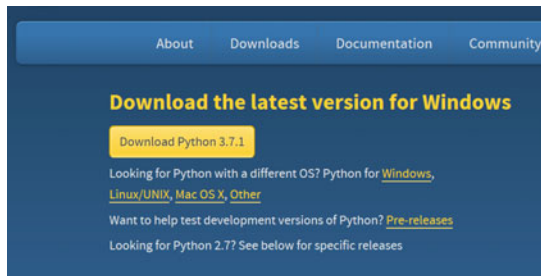 About Downloads Documentation Community
Download the latest version for Windows
Download Python 3.7.1
Looking for Python with a different OS? Python for Windows,
Linux/UNIX, Mac OS X, Other
Want to help test development versions of Python? Pre-releases
Looking for Python 2.7? See below for specific releases